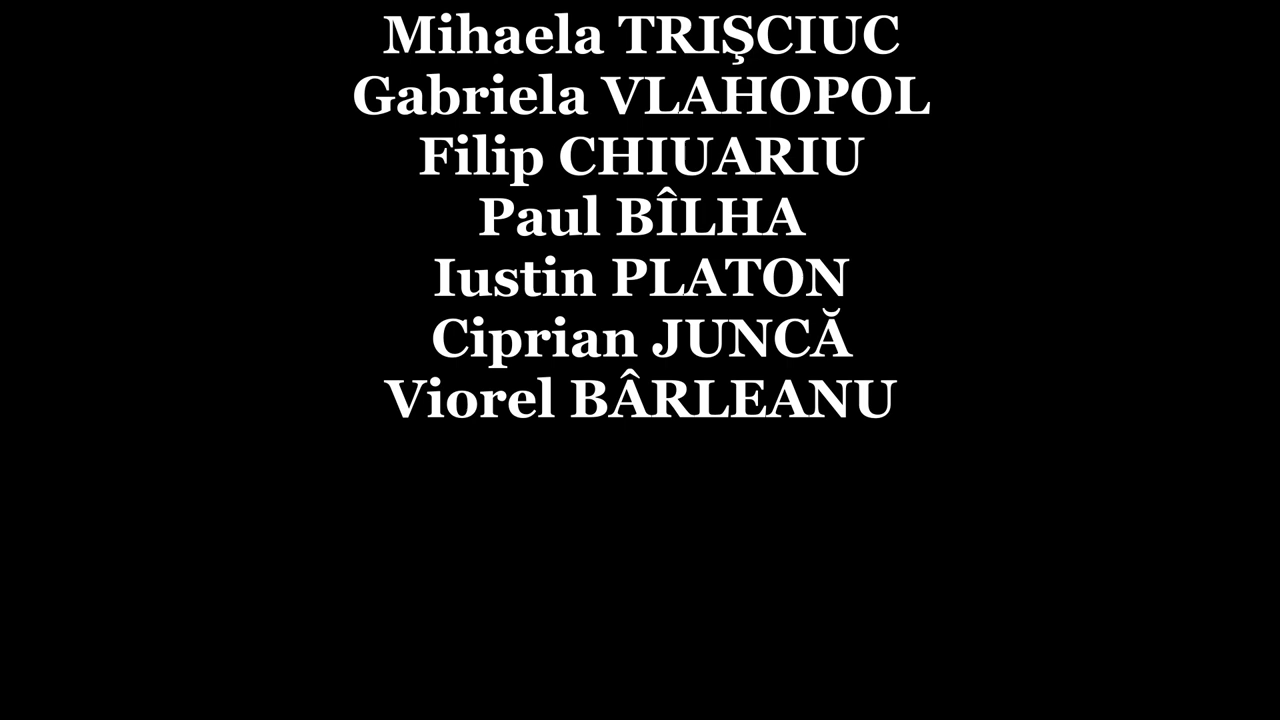 Mihaela TRIŞCIUC
Gabriela VLAHOPOL
Filip CHIUARIU
Paul BÎLHA
Iustin PLATON
Ciprian JUNCĂ
Viorel BÂRLEANU